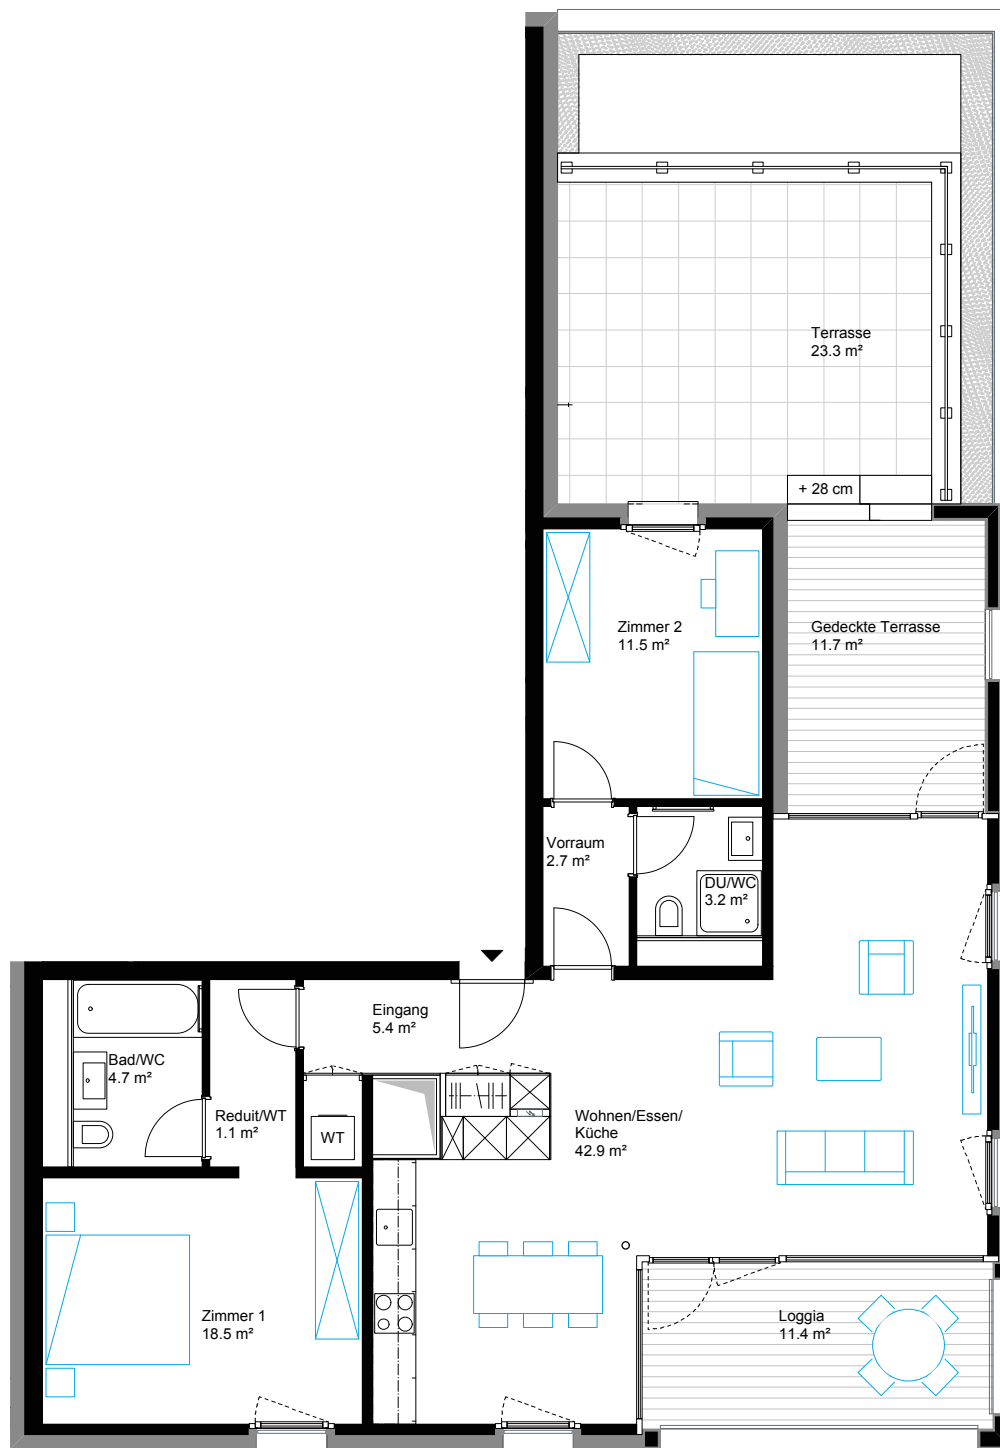 Terrasse
23.3 m²
+ 28 cm
Zimmer 2
11.5 m²
Gedeckte Terrasse
11.7 m²
Vorraum
2.7 m²
DU/WC
3.2 m²
Eingang
5.4 m²
Bad/WC
4.7 m²
Reduit/WT
1.1 m²
WT
Wohnen/Essen/
Küche
42.9 m²
Zimmer 1
18.5 m²
Loggia
11.4 m²